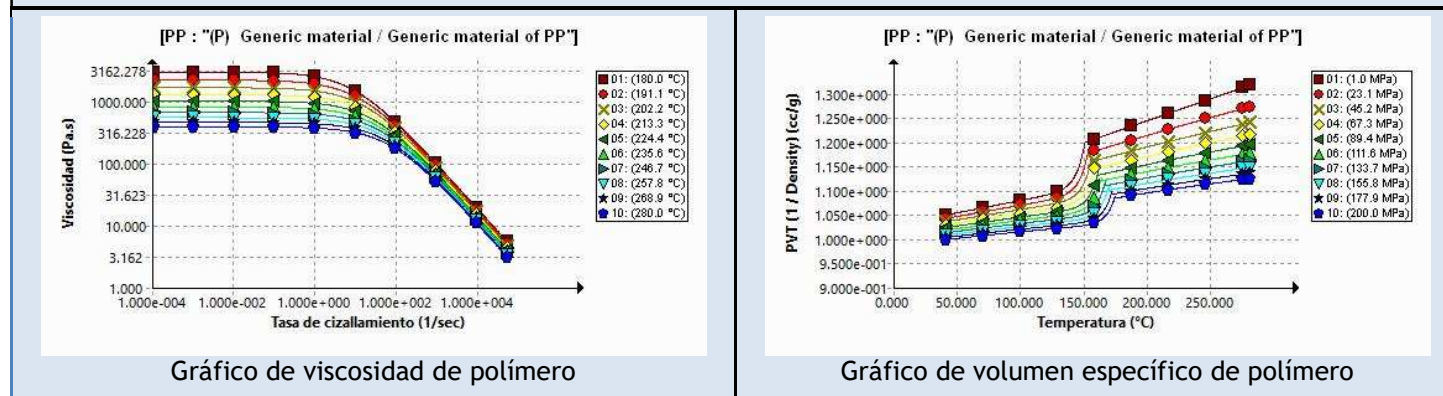 [PP : "(P) Generic material / Generic material of PP"]
Viscosidad (Pa.s)
3162.278
1000.000
316.228
100.000
31.623
10.000
3.162
1.000
1.000e-004 1.000e-002 1.000e+000 1.000e+002 1.000e+004
Tasa de cizallamiento (1/sec)
01: (180.0 °C)
02: (191.1 °C)
03: (202.2 °C)
04: (213.3 °C)
05: (224.4 °C)
06: (235.6 °C)
07: (246.7 °C)
08: (257.8 °C)
09: (268.9 °C)
10: (280.0 °C)
Gráfico de viscosidad de polímero
[PP : "(P) Generic material / Generic material of PP"]
PVT (1 / Density) (cc/g)
1.300e+000
1.250e+000
1.200e+000
1.150e+000
1.100e+000
1.050e+000
1.000e+000
9.500e-001
9.000e-001
0.000 50.000 100.000 150.000 200.000 250.000
Temperatura (°C)
01: (1.0 MPa)
02: (23.1 MPa)
03: (45.2 MPa)
04: (67.3 MPa)
05: (89.4 MPa)
06: (111.6 MPa)
07: (133.7 MPa)
08: (155.8 MPa)
09: (177.9 MPa)
10: (200.0 MPa)
Gráfico de volumen específico de polímero